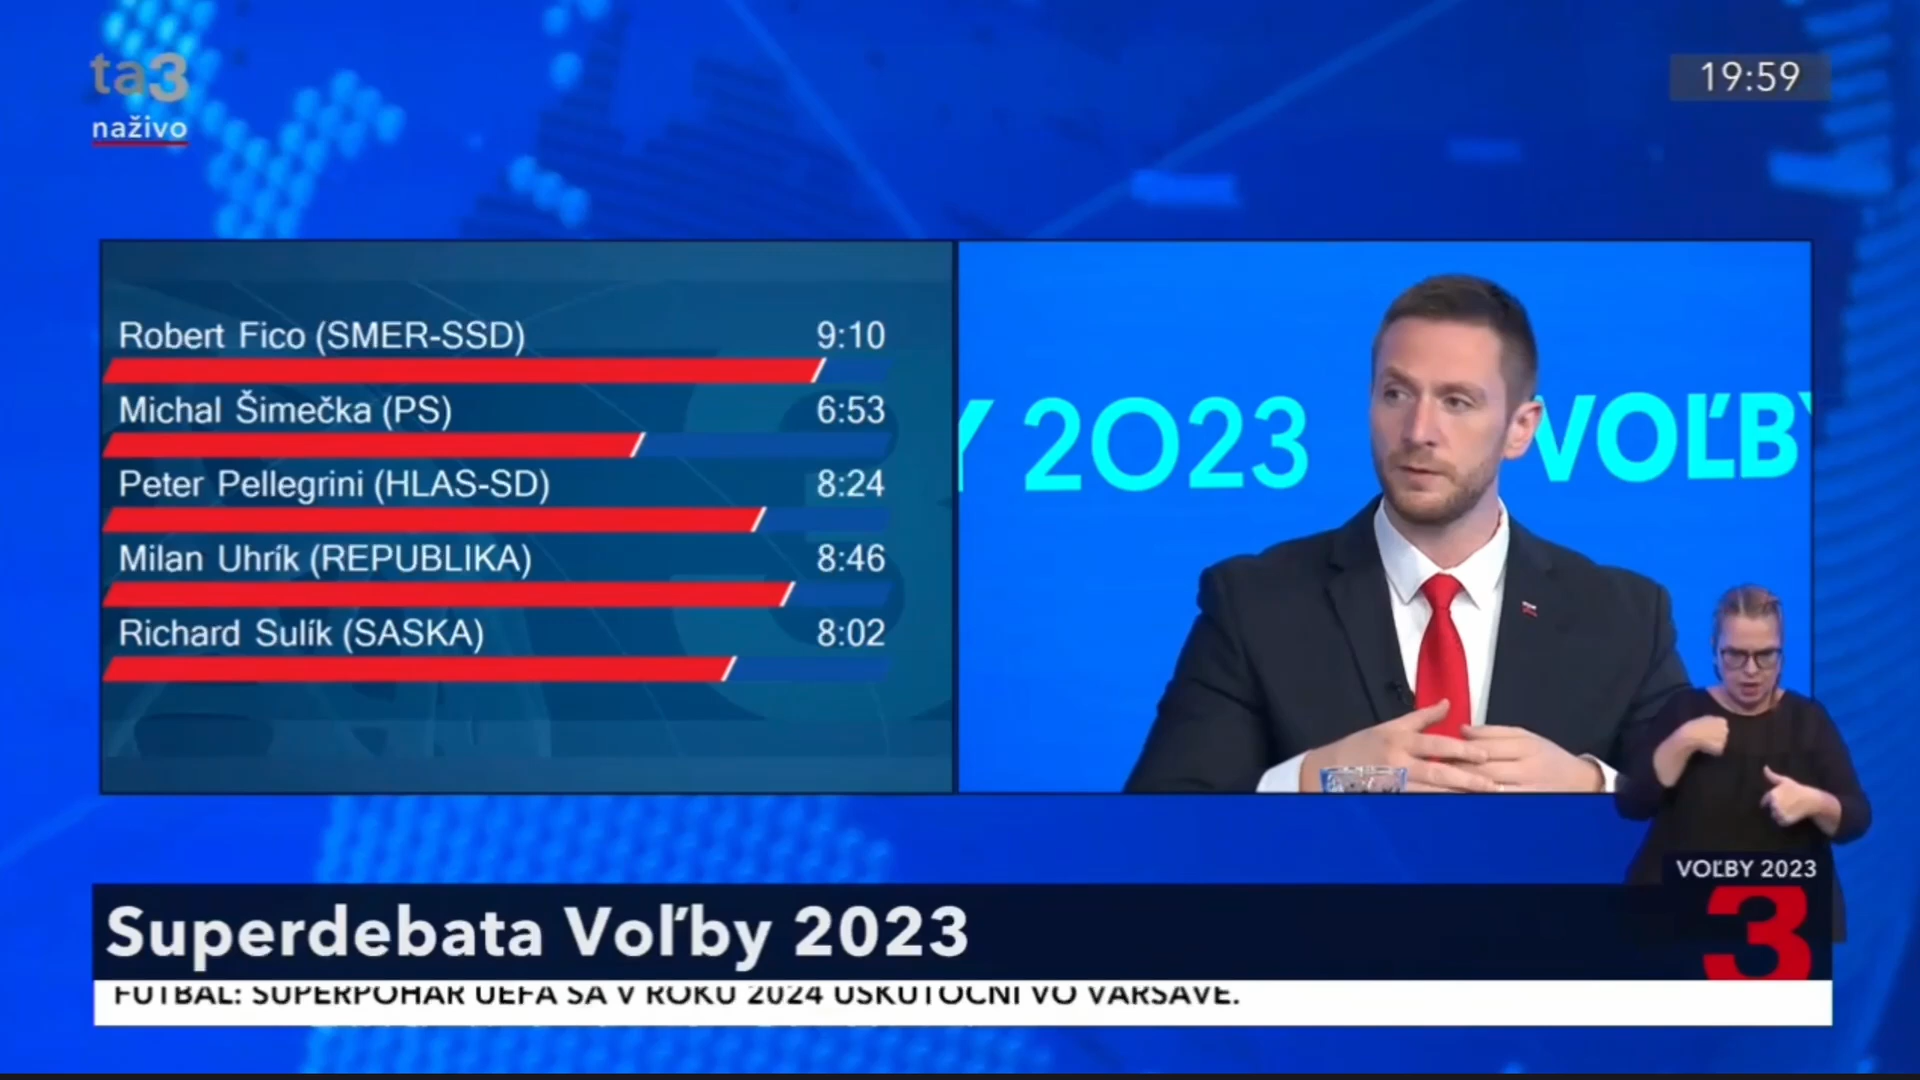 ta3
naživo
19:59
Robert Fico (SMER-SSD) 9:10
Michal Šimečka (PS) 6:53
Peter Pellegrini (HLAS-SD) 8:24
Milan Uhrík (REPUBLIKA) 8:46
Richard Sulík (SASKA) 8:02
Y 2023 VOĽBY
VOĽBY 2023
3
Superdebata Voľby 2023
FUTBAL: SUPERPOHÁR UEFA SA V ROKU 2024 USKUTOČNÍ VO VARŠAVE.